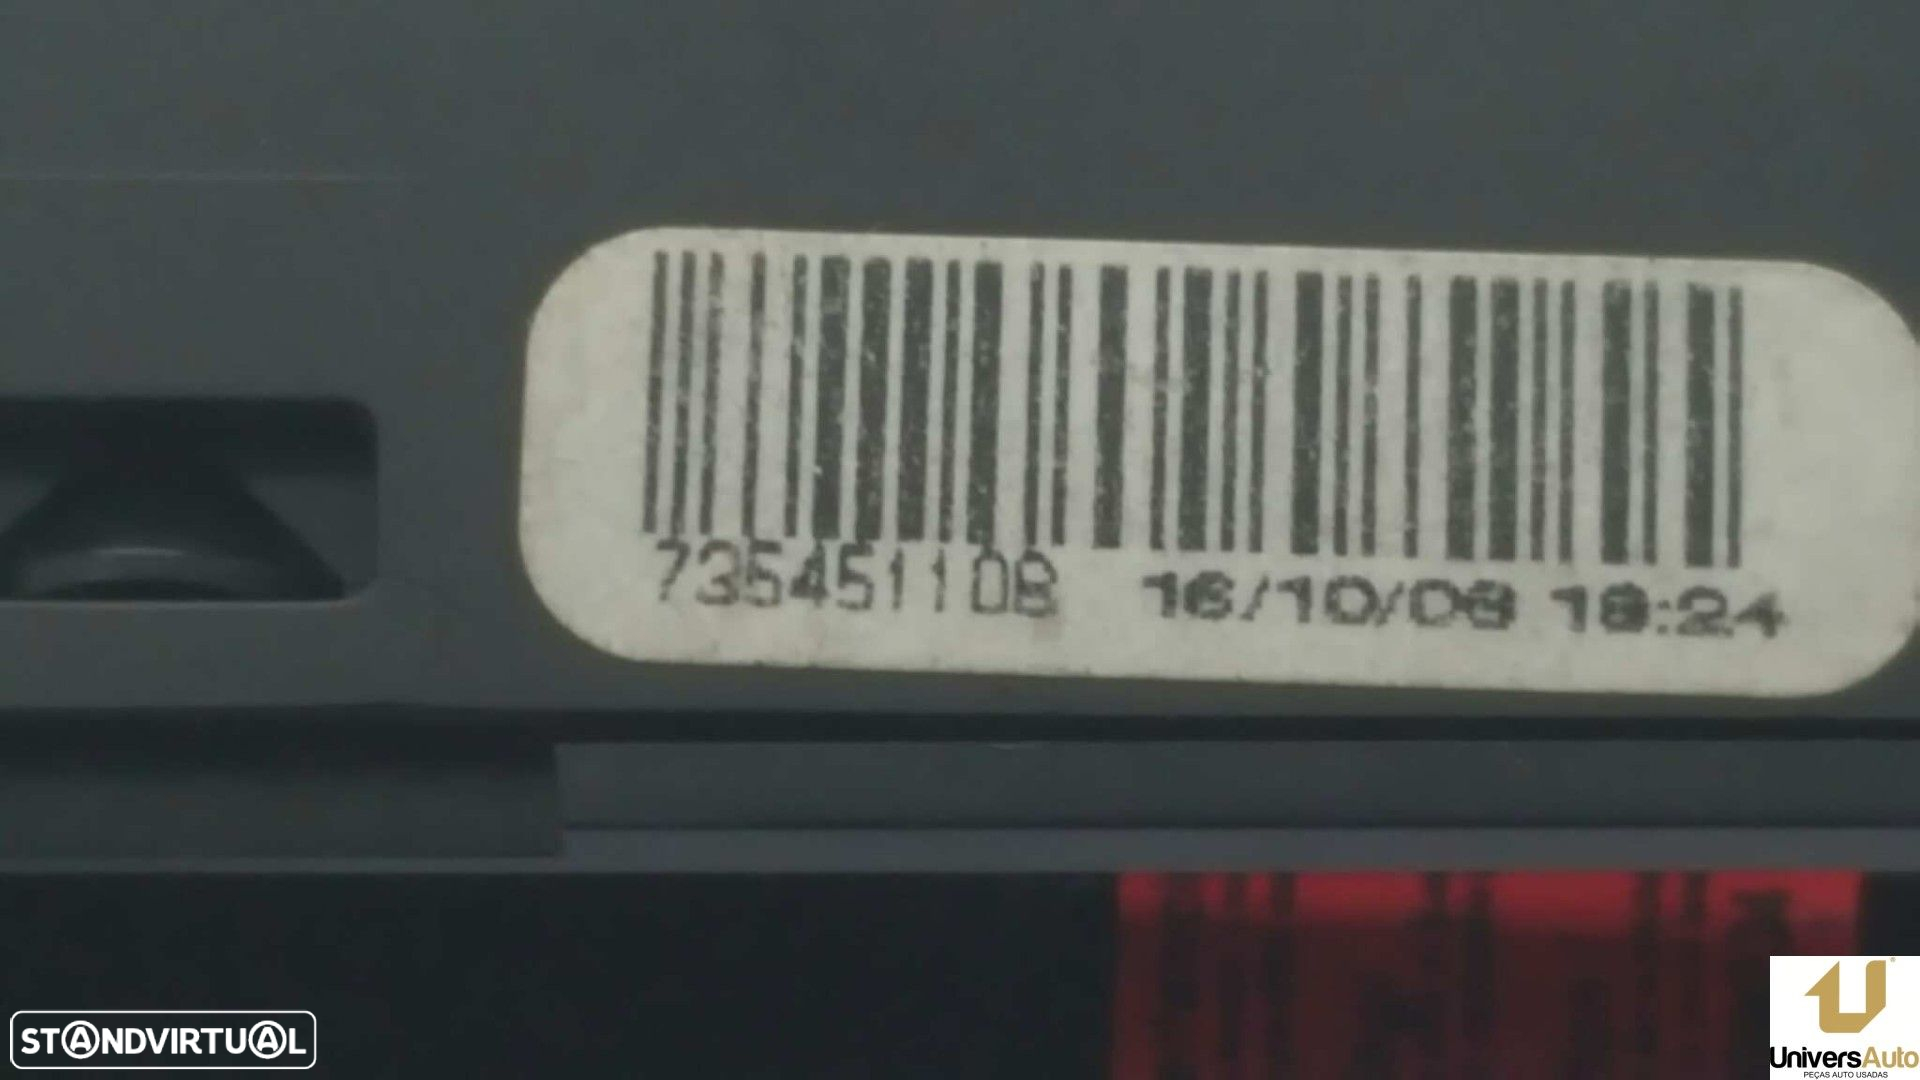 735451108 16/10/08 18:24
STANDVIRTUAL
UniversAuto
PEÇAS AUTO USADAS